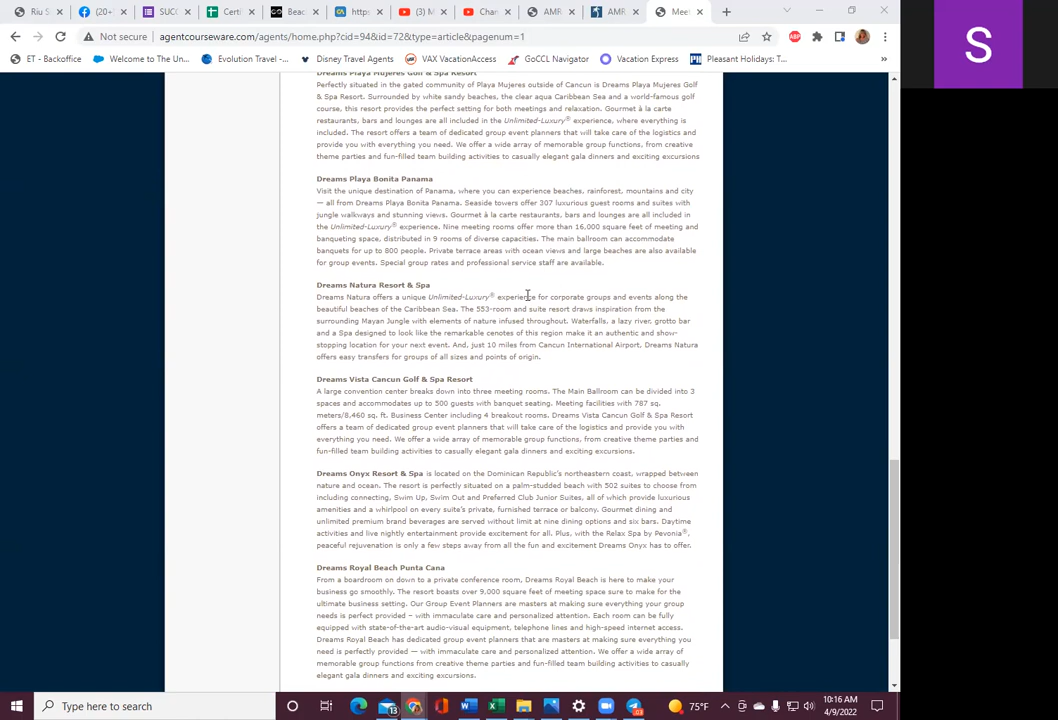 Riu S
(20+
SUCC
Certi
Beac
http:
(3) M
Chan
AMR
AMR
Meet
Not secure
agentcourseware.com/agents/home.php?cid=94&id=72&type=article&pagenum=1
ET - Backoffice
Welcome to The Un...
Evolution Travel -...
Disney Travel Agents
VAX VacationAccess
GoCCL Navigator
Vacation Express
Pleasant Holidays: T...
S
Dreams Playa Mujeres Golf & Spa Resort
Perfectly situated in the gated community of Playa Mujeres outside of Cancun is Dreams Playa Mujeres Golf
& Spa Resort. Surrounded by white sandy beaches, the clear aqua Caribbean Sea and a world-famous golf
course, this resort provides the perfect setting for both meetings and relaxation. Gourmet à la carte
restaurants, bars and lounges are all included in the Unlimited-Luxury® experience, where everything is
included. The resort offers a team of dedicated group event planners that will take care of the logistics and
provide you with everything you need. We offer a wide array of memorable group functions, from creative
theme parties and fun-filled team building activities to casually elegant gala dinners and exciting excursions
Dreams Playa Bonita Panama
Visit the unique destination of Panama, where you can experience beaches, rainforest, mountains and city
— all from Dreams Playa Bonita Panama. Seaside towers offer 307 luxurious guest rooms and suites with
jungle walkways and stunning views. Gourmet à la carte restaurants, bars and lounges are all included in
the Unlimited-Luxury® experience. Nine meeting rooms offer more than 16,000 square feet of meeting and
banqueting space, distributed in 9 rooms of diverse capacities. The main ballroom can accommodate
banquets for up to 800 people. Private terrace areas with ocean views and large beaches are also available
for group events. Special group rates and professional service staff are available.
Dreams Natura Resort & Spa
Dreams Natura offers a unique Unlimited-Luxury® experience for corporate groups and events along the
beautiful beaches of the Caribbean Sea. The 553-room and suite resort draws inspiration from the
surrounding Mayan Jungle with elements of nature infused throughout. Waterfalls, a lazy river, grotto bar
and a Spa designed to look like the remarkable cenotes of this region make it an authentic and show-
stopping location for your next event. And, just 10 miles from Cancun International Airport, Dreams Natura
offers easy transfers for groups of all sizes and points of origin.
Dreams Vista Cancun Golf & Spa Resort
A large convention center breaks down into three meeting rooms. The Main Ballroom can be divided into 3
spaces and accommodates up to 500 guests with banquet seating. Meeting facilities with 787 sq.
meters/8,460 sq. ft. Business Center including 4 breakout rooms. Dreams Vista Cancun Golf & Spa Resort
offers a team of dedicated group event planners that will take care of the logistics and provide you with
everything you need. We offer a wide array of memorable group functions, from creative theme parties and
fun-filled team building activities to casually elegant gala dinners and exciting excursions.
Dreams Onyx Resort & Spa is located on the Dominican Republic's northeastern coast, wrapped between
nature and ocean. The resort is perfectly situated on a palm-studded beach with 502 suites to choose from
including connecting, Swim Up, Swim Out and Preferred Club Junior Suites, all of which provide luxurious
amenities and a whirlpool on every suite's private, furnished terrace or balcony. Gourmet dining and
unlimited premium brand beverages are served without limit at nine dining options and six bars. Daytime
activities and live nightly entertainment provide excitement for all. Plus, with the Relax Spa by Pevonia®,
peaceful rejuvenation is only a few steps away from all the fun and excitement Dreams Onyx has to offer.
Dreams Royal Beach Punta Cana
From a boardroom on down to a private conference room, Dreams Royal Beach is here to make your
business go smoothly. The resort boasts over 9,000 square feet of meeting space sure to make for the
ultimate business setting. Our Group Event Planners are masters at making sure everything your group
needs is perfect provided – with immaculate care and personalized attention. Each room can be fully
equipped with state-of-the-art audio-visual equipment, telephone lines and high-speed internet access.
Dreams Royal Beach has dedicated group event planners that are masters at making sure everything you
need is perfectly provided — with immaculate care and personalized attention. We offer a wide array of
memorable group functions from creative theme parties and fun-filled team building activities to casually
elegant gala dinners and exciting excursions.
Type here to search
13
75°F
10:16 AM
4/9/2022